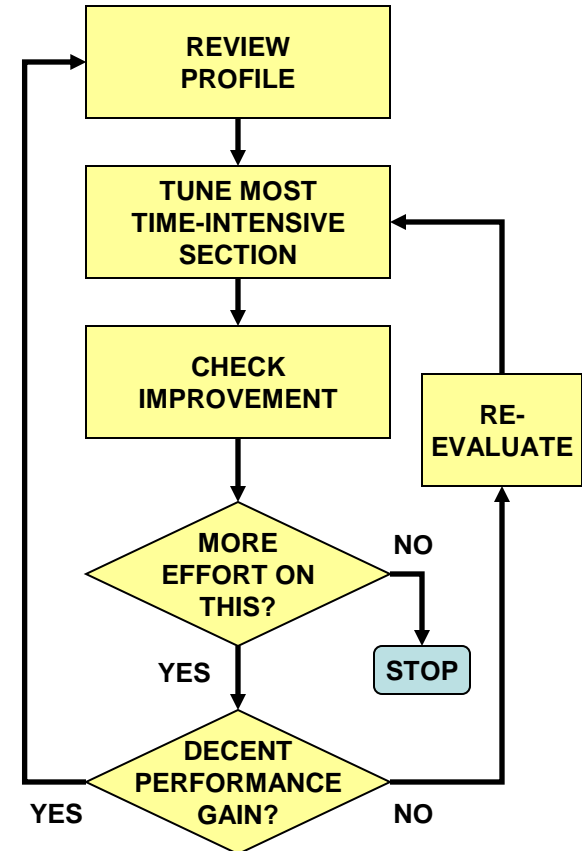 REVIEW
PROFILE
TUNE MOST
TIME-INTENSIVE
SECTION
CHECK
IMPROVEMENT
RE-
EVALUATE
MORE
EFFORT ON
THIS?
NO
STOP
YES
DECENT
PERFORMANCE
GAIN?
YES
NO